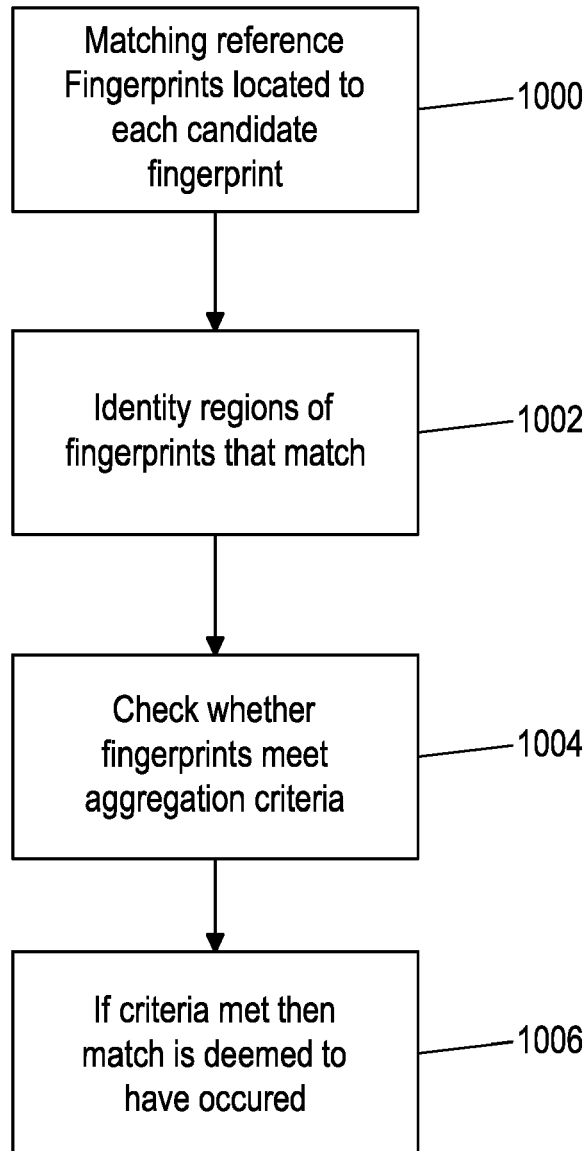 Matching reference
Fingerprints located to
each candidate
fingerprint
1000
Identity regions of
fingerprints that match
1002
Check whether
fingerprints meet
aggregation criteria
1004
If criteria met then
match is deemed to
have occured
1006